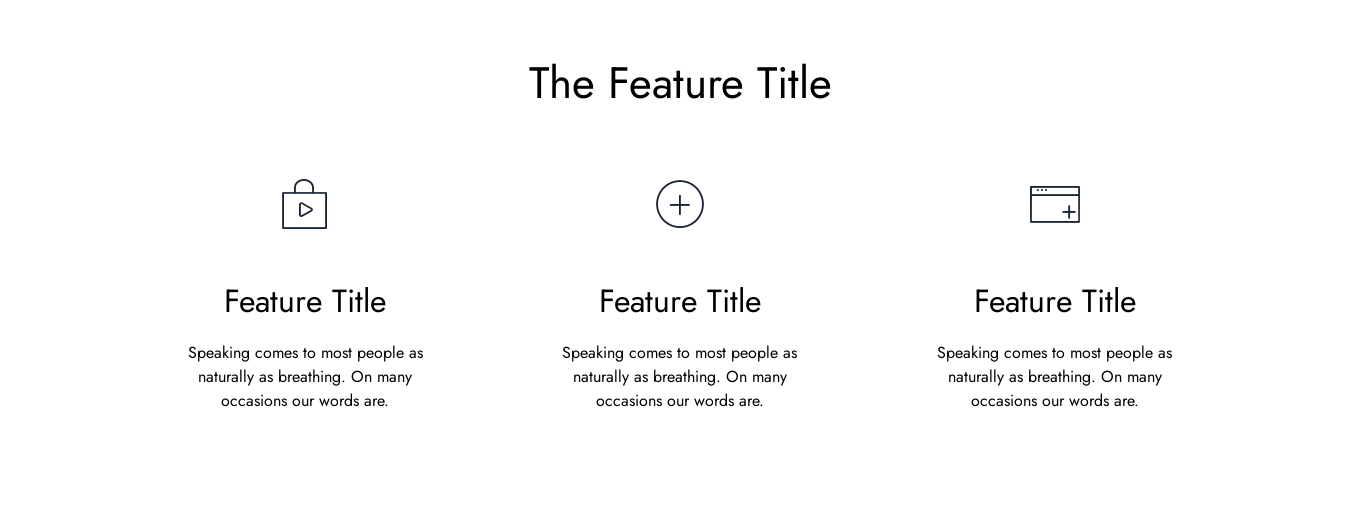 The Feature Title
Feature Title
Speaking comes to most people as
naturally as breathing. On many
occasions our words are.
Feature Title
Speaking comes to most people as
naturally as breathing. On many
occasions our words are.
Feature Title
Speaking comes to most people as
naturally as breathing. On many
occasions our words are.